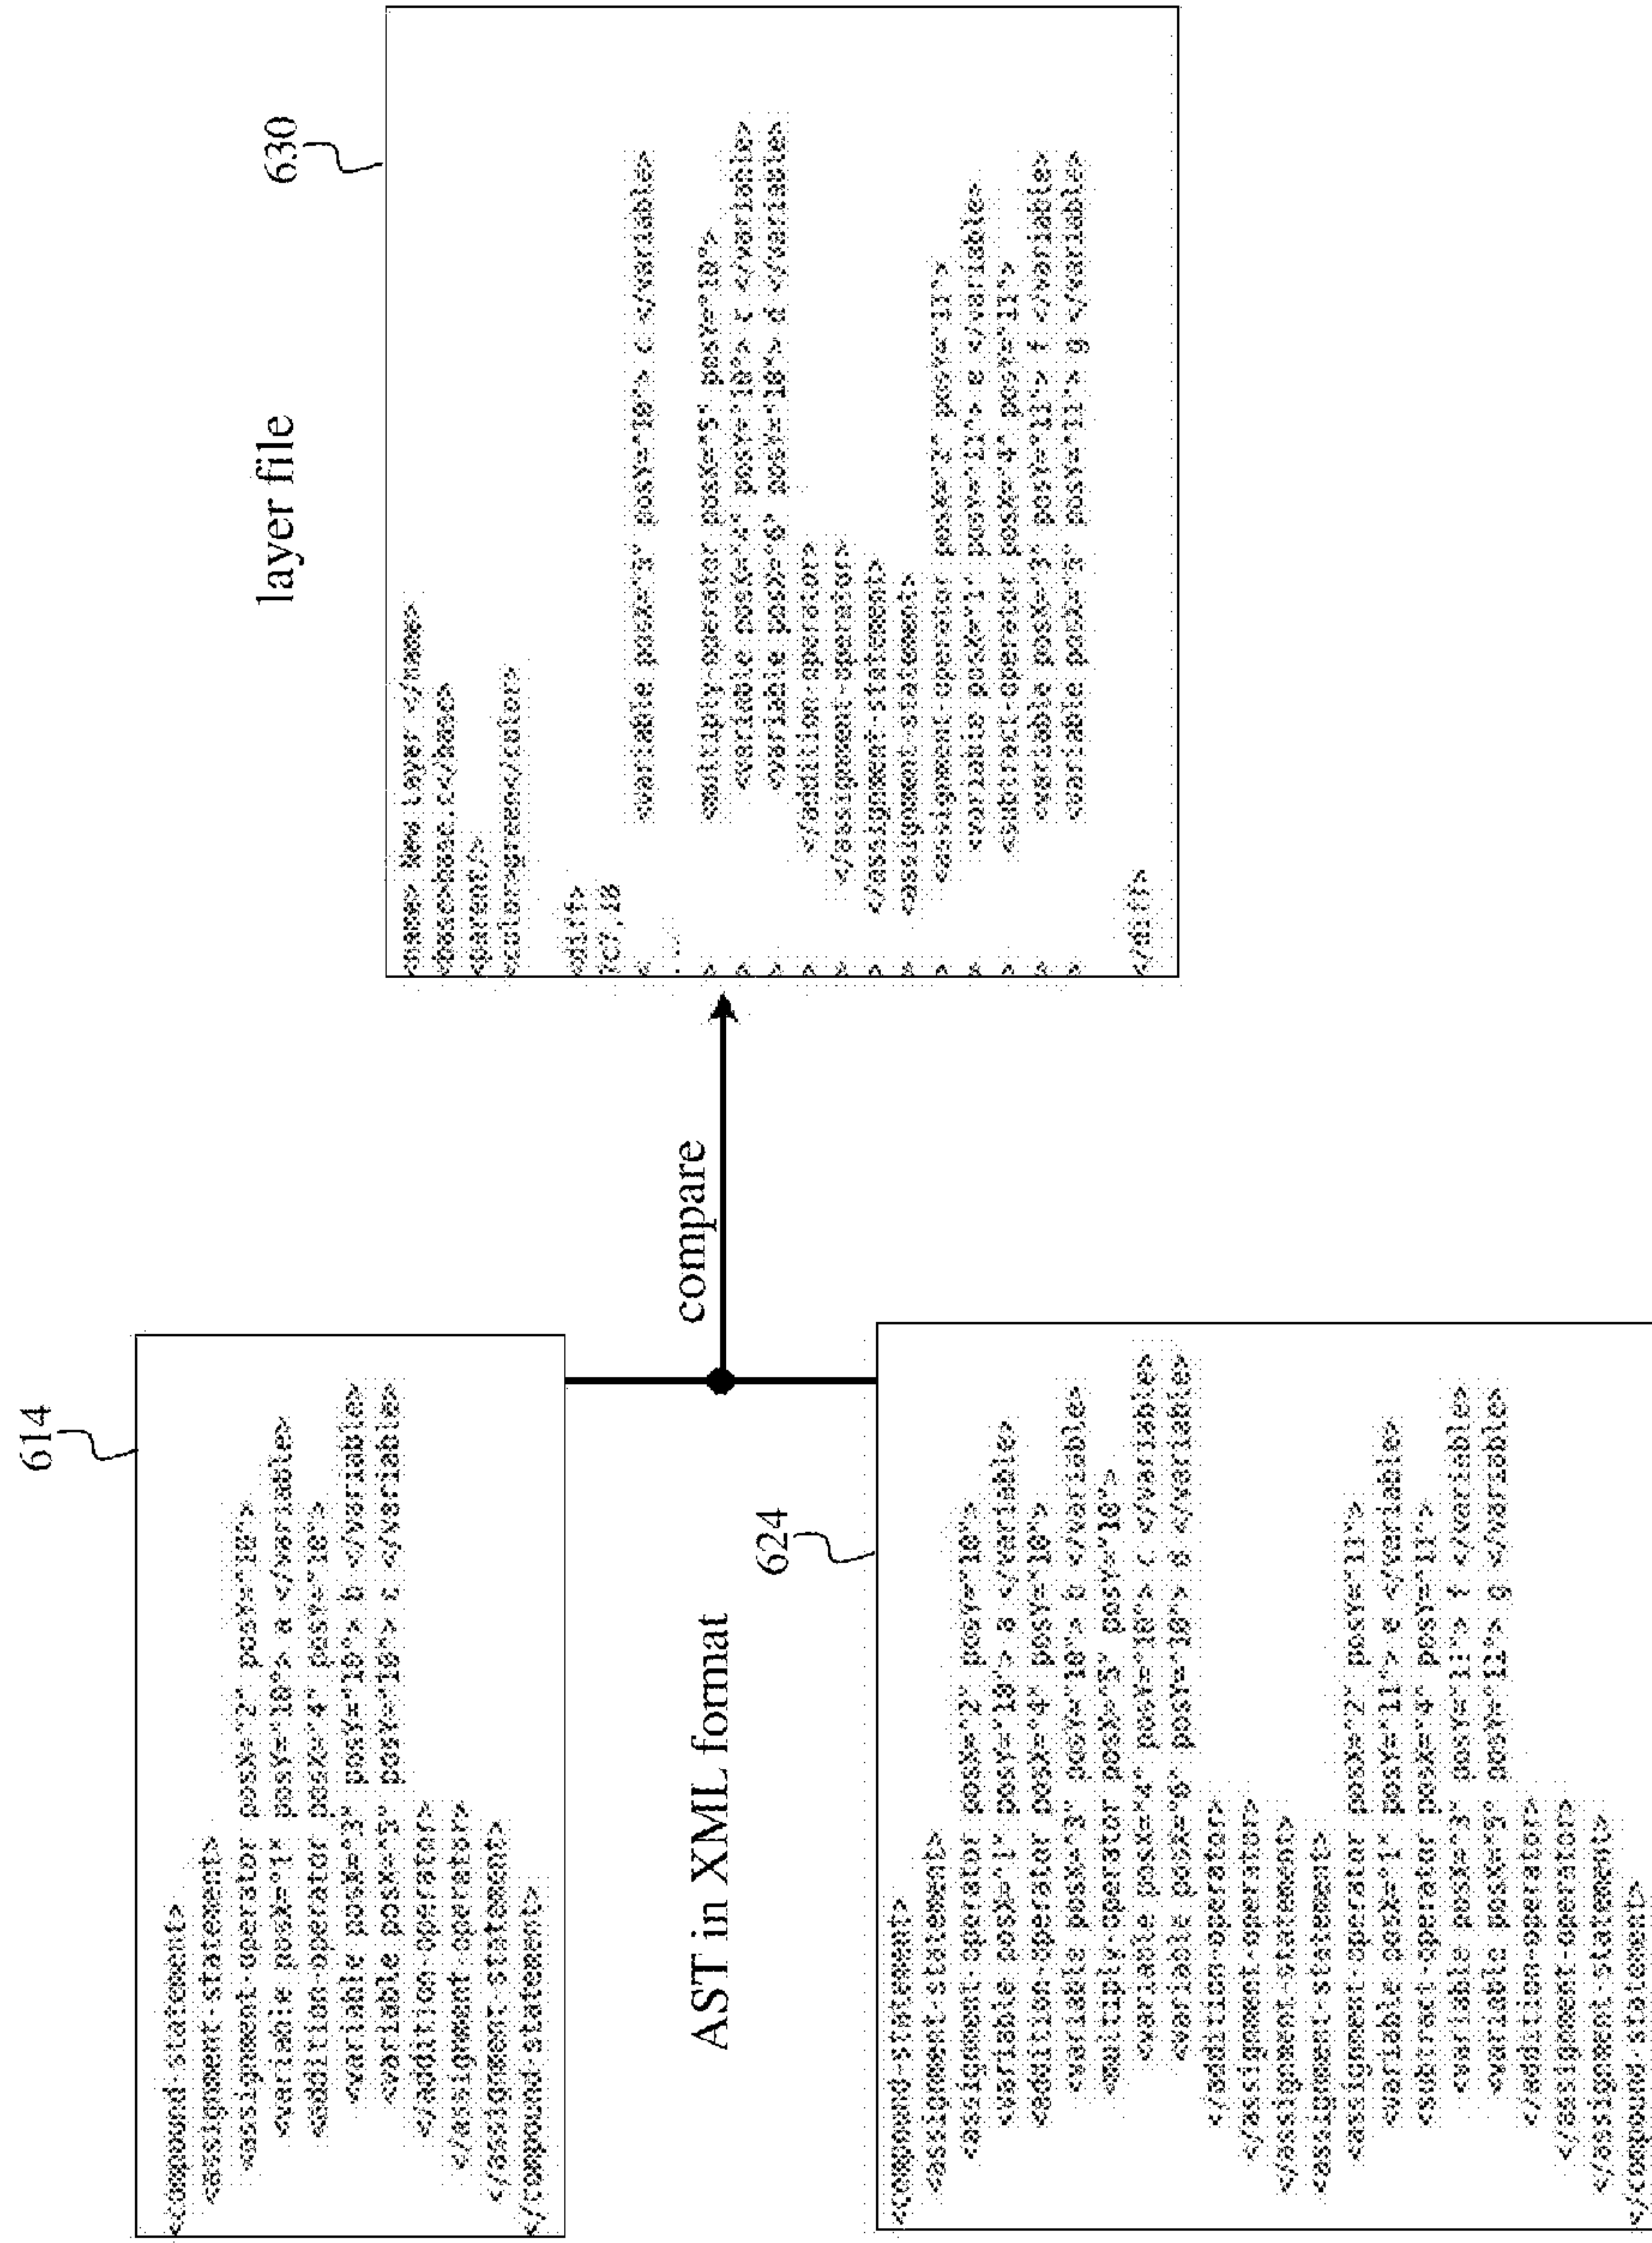 614
<compound-statement>
<assignment-statement>
<assignment-operator posX="2" posY="10">
<variable posX="1" posY="10"> a </variable>
<addition-operator posX="4" posY="10">
<variable posX="3" posY="10"> b </variable>
<variable posX="5" posY="10"> c </variable>
</addition-operator>
</assignment-operator>
</assignment-statement>
</compound-statement>
AST in XML format
624
<compound-statement>
<assignment-statement>
<assignment-operator posX="2" posY="10">
<variable posX="1" posY="10"> a </variable>
<addition-operator posX="4" posY="10">
<variable posX="3" posY="10"> b </variable>
<multiply-operator posX="5" posY="10">
<variable posX="4" posY="10"> c </variable>
<variable posX="6" posY="10"> d </variable>
</addition-operator>
</assignment-operator>
</assignment-statement>
<assignment-statement>
<assignment-operator posX="2" posY="11">
<variable posX="1" posY="11"> e </variable>
<subtract-operator posX="4" posY="11">
<variable posX="3" posY="11"> f </variable>
<variable posX="5" posY="11"> g </variable>
</addition-operator>
</assignment-operator>
</assignment-statement>
</compound-statement>
compare
layer file
630
<name> New Layer </name>
<base>base.c</base>
<parent/>
<color>green</color>
<diff>
7c7,18
< <variable posX="5" posY="10"> c </variable>
---
> <multiply-operator posX="5" posY="10">
> <variable posX="4" posY="10"> c </variable>
> <variable posX="6" posY="10"> d </variable>
> </addition-operator>
> </assignment-operator>
> </assignment-statement>
> <assignment-statement>
> <assignment-operator posX="2" posY="11">
> <variable posX="1" posY="11"> e </variable>
> <subtract-operator posX="4" posY="11">
> <variable posX="3" posY="11"> f </variable>
> <variable posX="5" posY="11"> g </variable>
</diff>